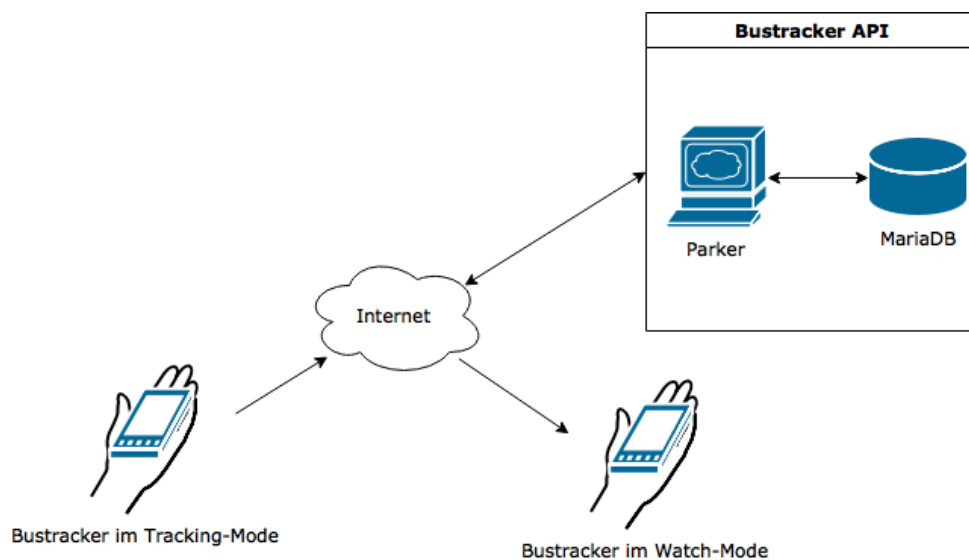 Bustracker API
Parker
MariaDB
Internet
Bustracker im Tracking-Mode
Bustracker im Watch-Mode